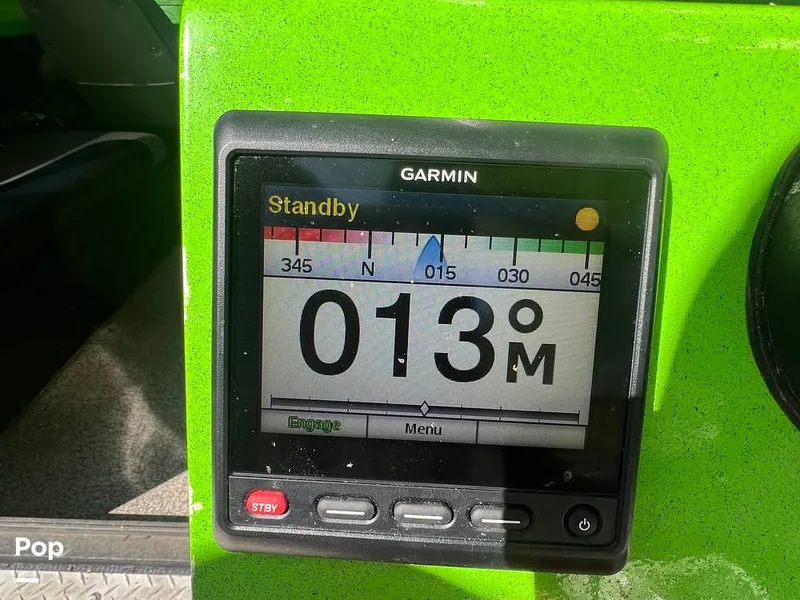 GARMIN
Standby
345 N 015 030 045
013°M
Engage Menu
STBY
Pop